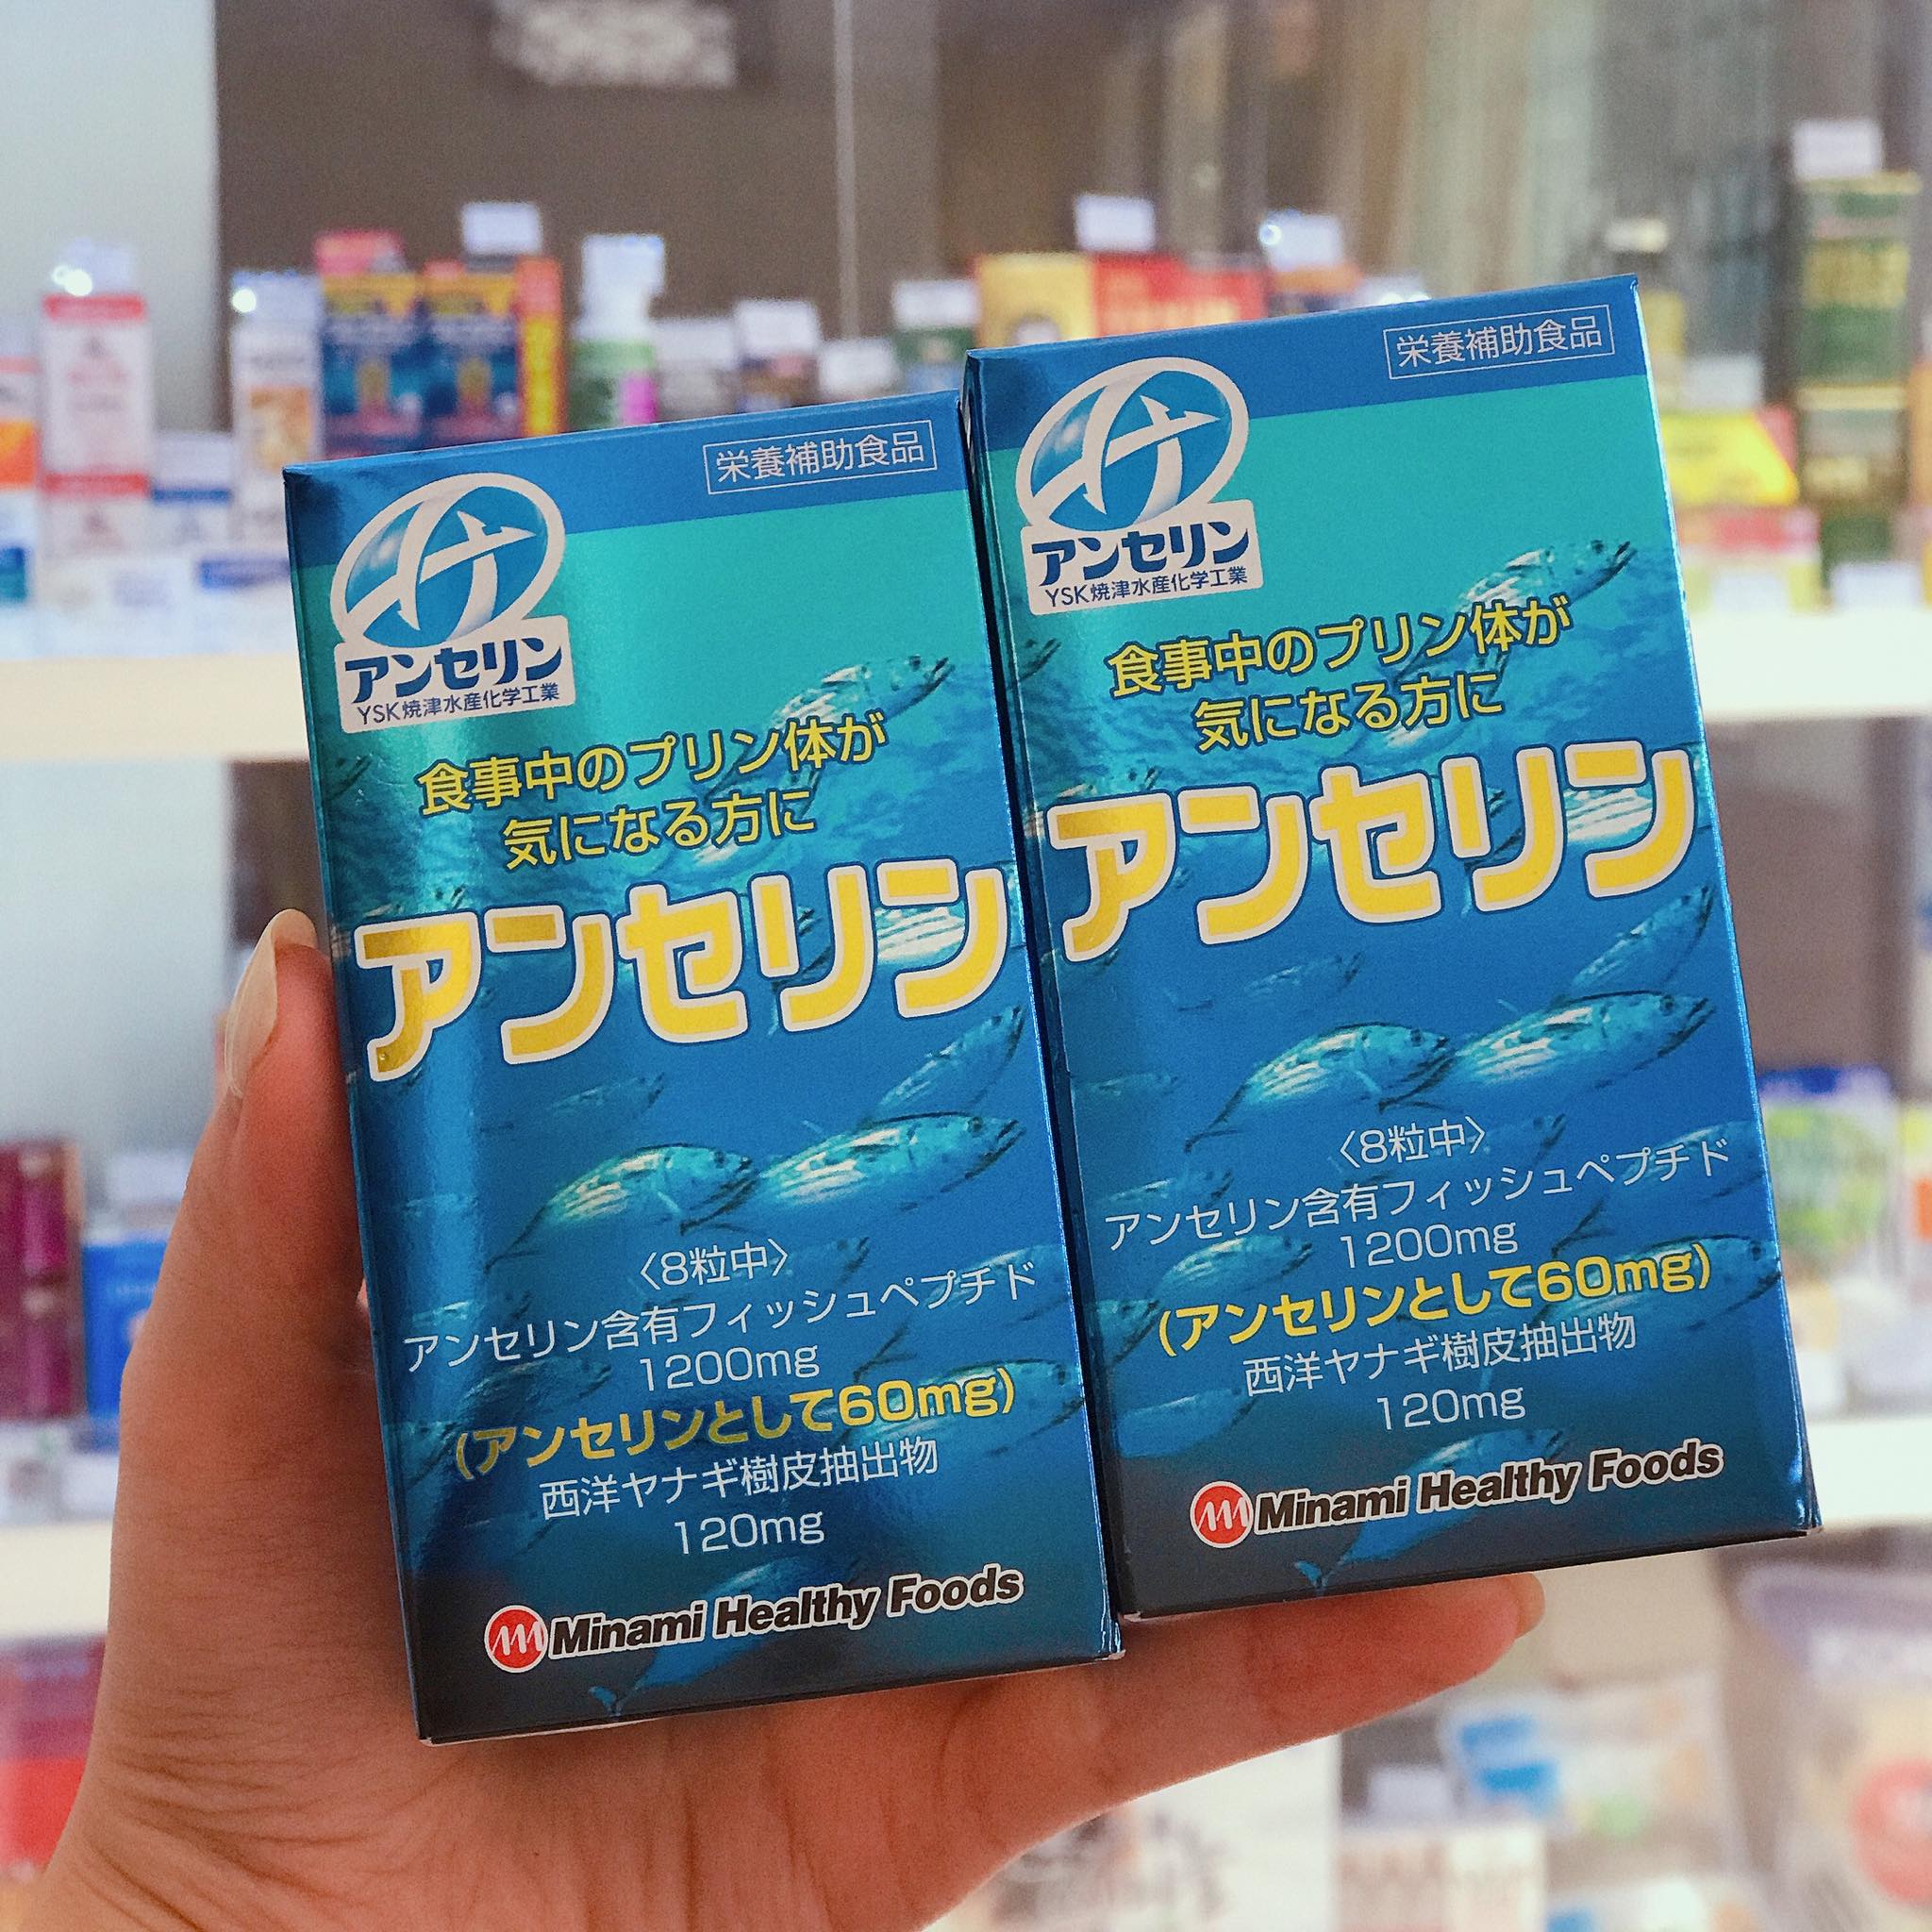 栄養補助食品
アンセリン
YSK焼津水産化学工業
食事中のプリン体が
気になる方に
アンセリン
〈8粒中〉
アンセリン含有フィッシュペプチド
1200mg
(アンセリンとして60mg)
西洋ヤナギ樹皮抽出物
120mg
Minami Healthy Foods
栄養補助食品
アンセリン
YSK焼津水産化学工業
食事中のプリン体が
気になる方に
アンセリン
〈8粒中〉
アンセリン含有フィッシュペプチド
1200mg
(アンセリンとして60mg)
西洋ヤナギ樹皮抽出物
120mg
Minami Healthy Foods